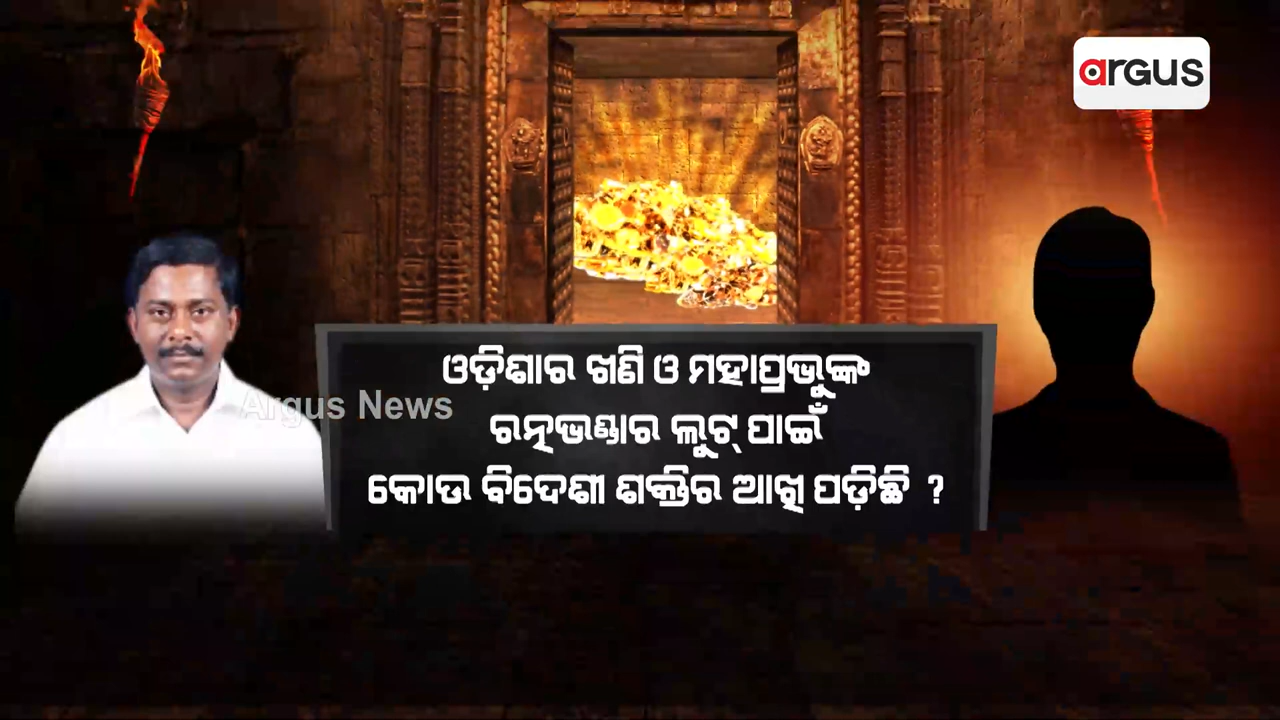 argus
ଓଡ଼ିଶାର ଖଣି ଓ ମହାପ୍ରଭୁଙ୍କ
Argus News
ରତ୍ନଭଣ୍ଡାର ଲୁଟ୍ ପାଇଁ
କୋଉ ବିଦେଶୀ ଶକ୍ତିର ଆଖି ପଡ଼ିଛି ?